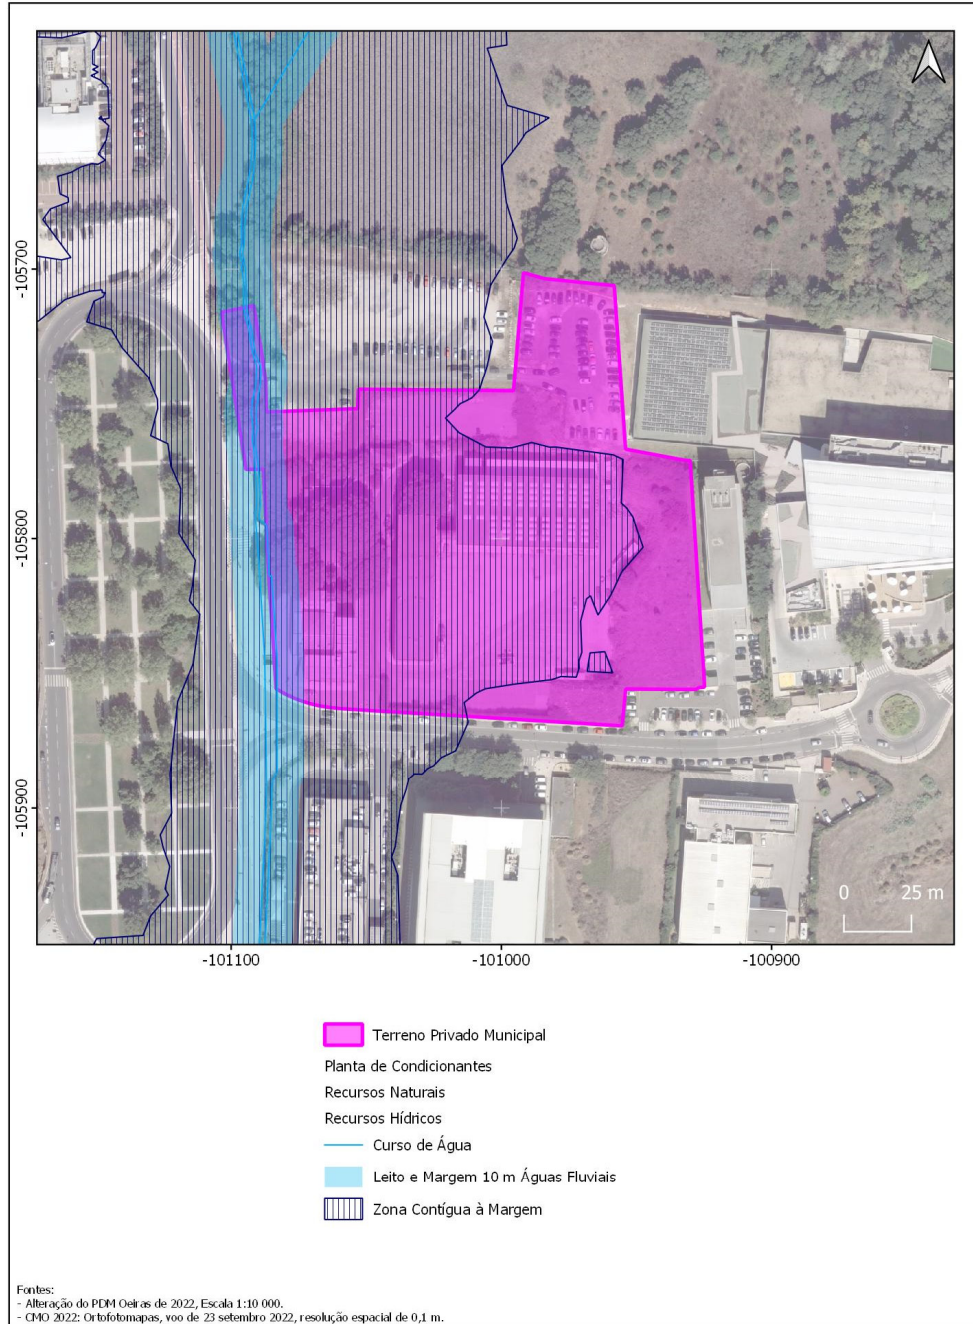 -105700
-105800
-105900
0 25 m
-101100 -101000 -100900
Terreno Privado Municipal
Planta de Condicionantes
Recursos Naturais
Recursos Hídricos
Curso de Água
Leito e Margem 10 m Águas Fluviais
Zona Contígua à Margem
Fontes:
- Alteração do PDM Oeiras de 2022, Escala 1:10 000.
- CMO 2022: Ortofotomapas, voo de 23 setembro 2022, resolução espacial de 0,1 m.